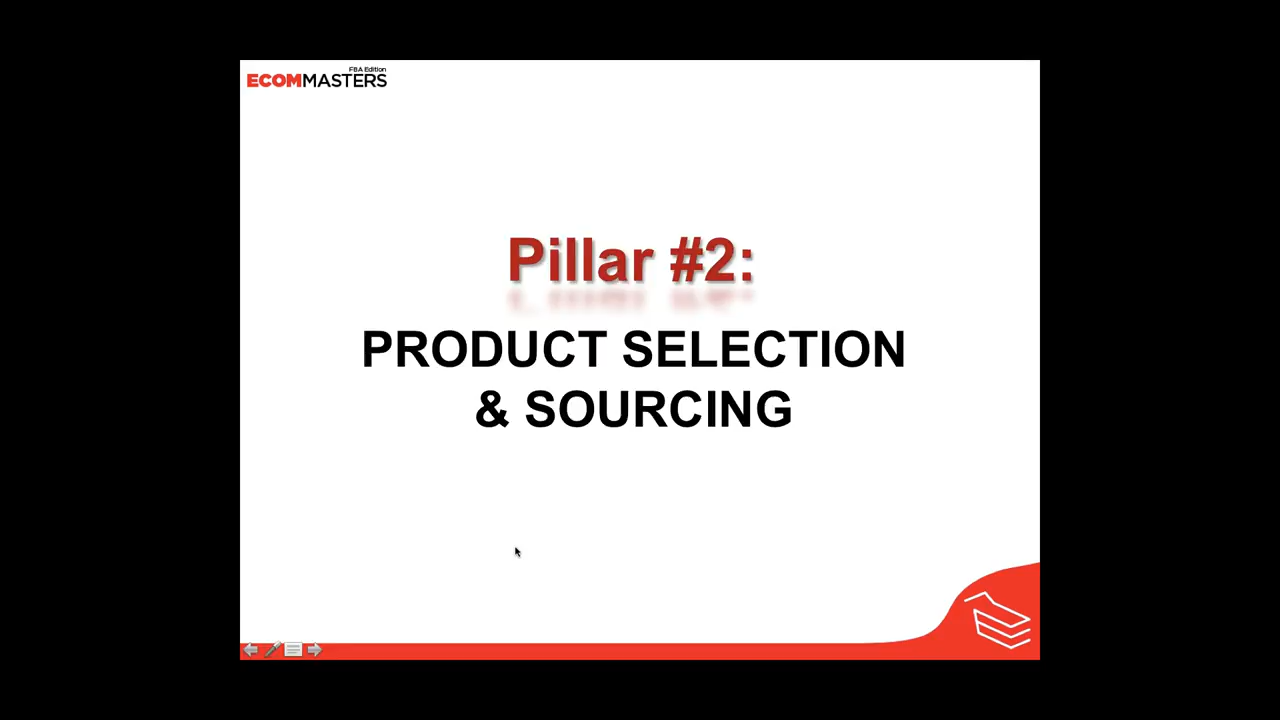 FBA Edition
ECOMMASTERS
Pillar #2:
PRODUCT SELECTION
& SOURCING